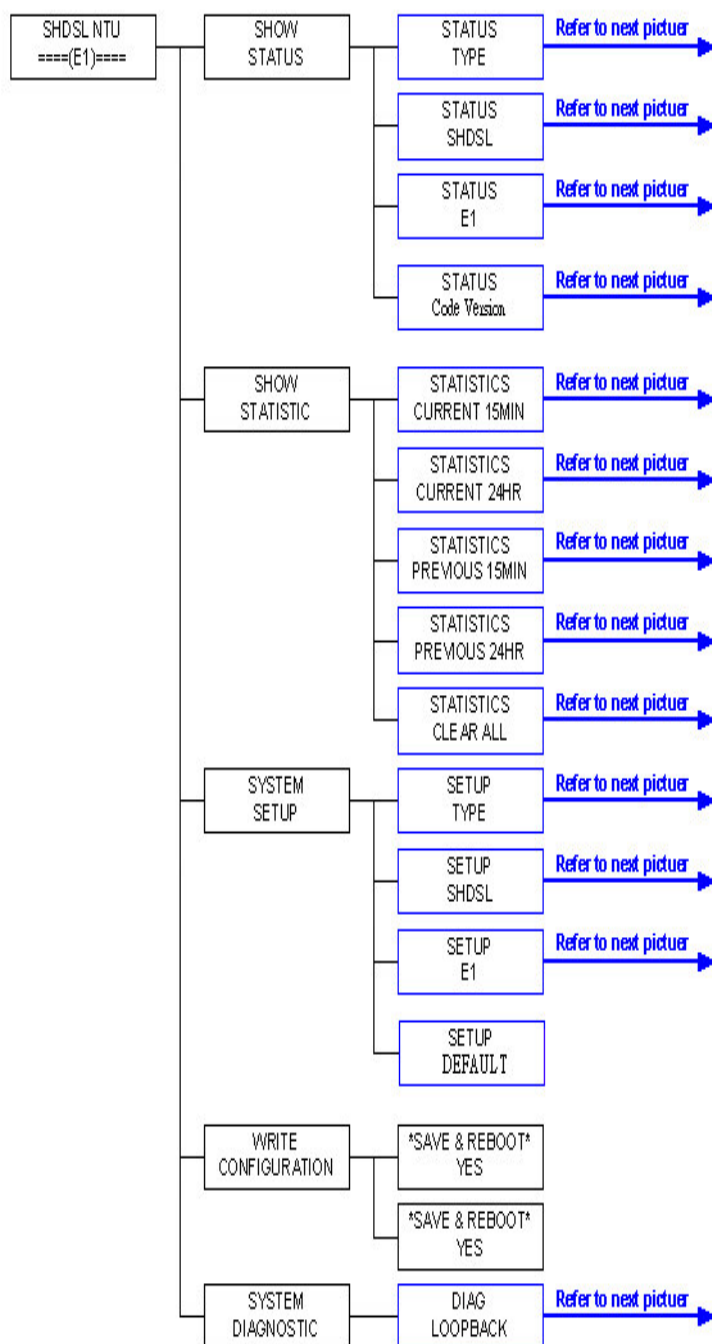 SHDSL NTU
====(E1)====
SHOW
STATUS
STATUS
TYPE
Refer to next pictuer
STATUS
SHDSL
Refer to next pictuer
STATUS
E1
Refer to next pictuer
STATUS
Code Version
Refer to next pictuer
SHOW
STATISTIC
STATISTICS
CURRENT 15MIN
Refer to next pictuer
STATISTICS
CURRENT 24HR
Refer to next pictuer
STATISTICS
PREVIOUS 15MIN
Refer to next pictuer
STATISTICS
PREVIOUS 24HR
Refer to next pictuer
STATISTICS
CLEAR ALL
Refer to next pictuer
SYSTEM
SETUP
SETUP
TYPE
Refer to next pictuer
SETUP
SHDSL
Refer to next pictuer
SETUP
E1
Refer to next pictuer
SETUP
DEFAULT
WRITE
CONFIGURATION
*SAVE & REBOOT*
YES
*SAVE & REBOOT*
YES
SYSTEM
DIAGNOSTIC
DIAG
LOOPBACK
Refer to next pictuer